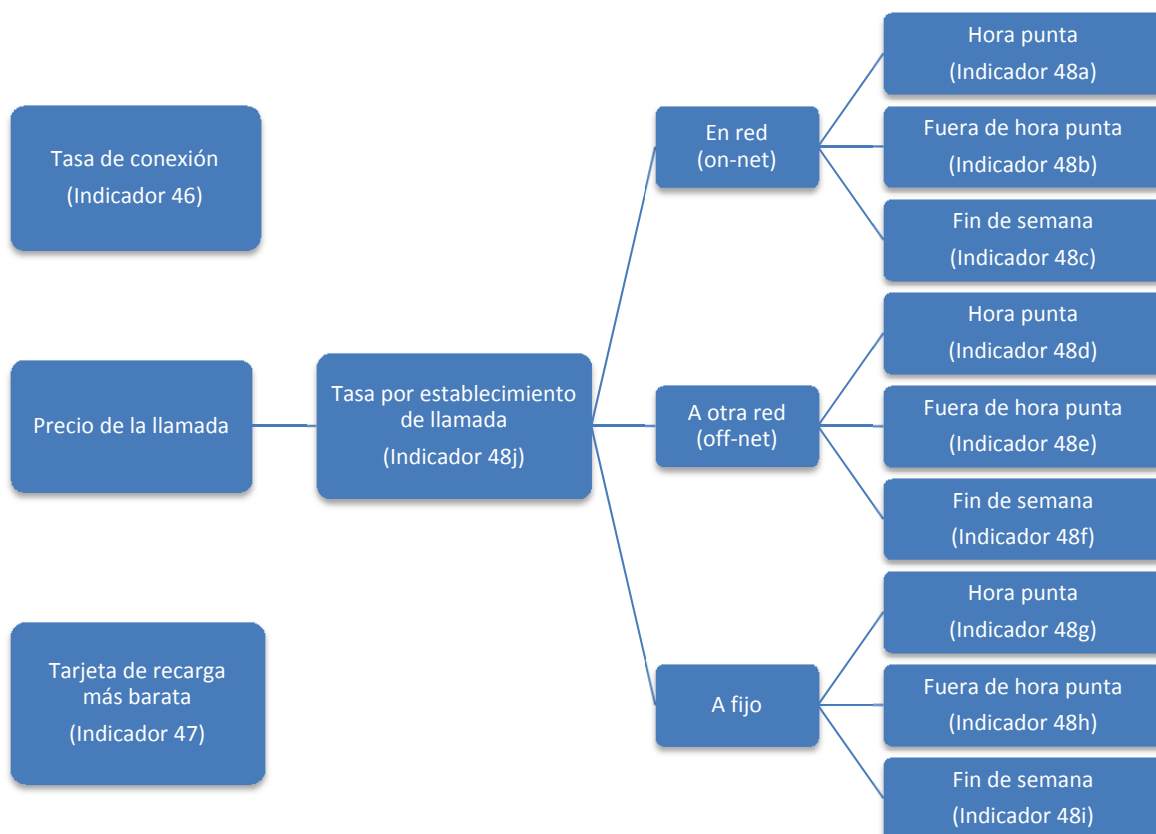 Tasa de conexión
(Indicador 46)
Precio de la llamada
Tarjeta de recarga
más barata
(Indicador 47)
Tasa por establecimiento
de llamada
(Indicador 48j)
En red
(on-net)
Hora punta
(Indicador 48a)
Fuera de hora punta
(Indicador 48b)
Fin de semana
(Indicador 48c)
A otra red
(off-net)
Hora punta
(Indicador 48d)
Fuera de hora punta
(Indicador 48e)
Fin de semana
(Indicador 48f)
A fijo
Hora punta
(Indicador 48g)
Fuera de hora punta
(Indicador 48h)
Fin de semana
(Indicador 48i)